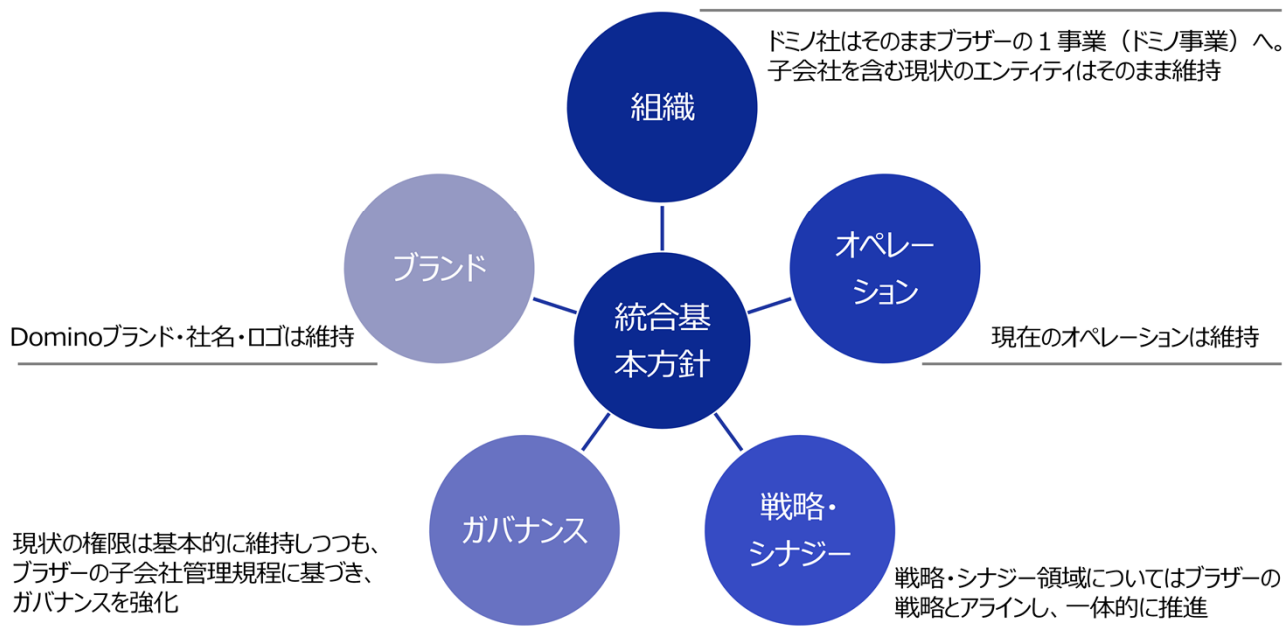 ドミノ社はそのままブラザーの1事業（ドミノ事業）へ。
子会社を含む現状のエンティティはそのまま維持
組織
ブランド
オペレー
ション
統合基
本方針
Dominoブランド・社名・ロゴは維持
現在のオペレーションは維持
ガバナンス
戦略・
シナジー
現状の権限は基本的に維持しつつも、
ブラザーの子会社管理規程に基づき、
ガバナンスを強化
戦略・シナジー領域についてはブラザーの
戦略とアラインし、一体的に推進